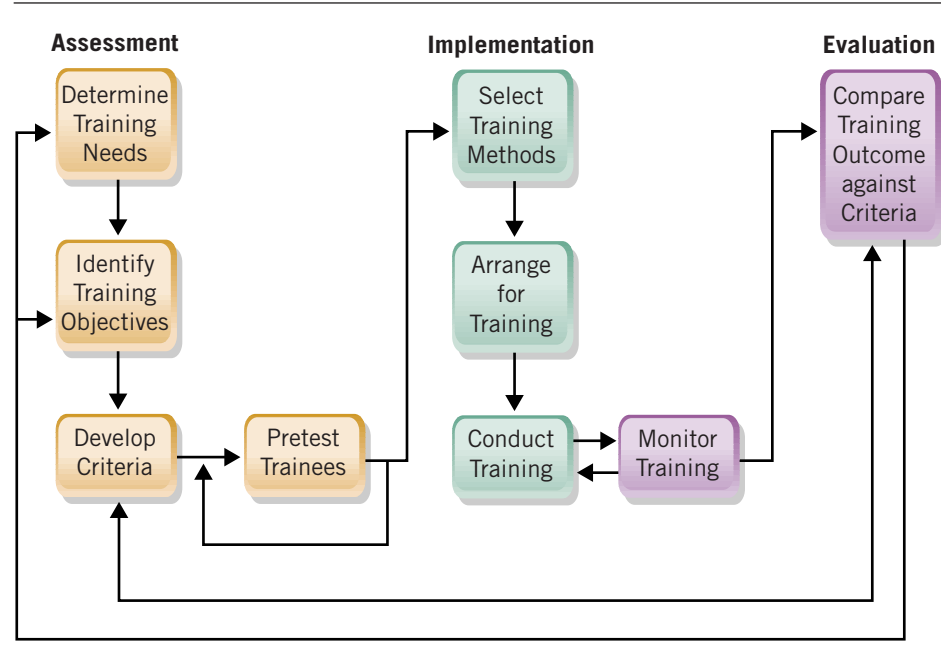 Assessment
Determine
Training
Needs
Identify
Training
Objectives
Develop
Criteria
Pretest
Trainees
Implementation
Select
Training
Methods
Arrange
for
Training
Conduct
Training
Monitor
Training
Evaluation
Compare
Training
Outcome
against
Criteria